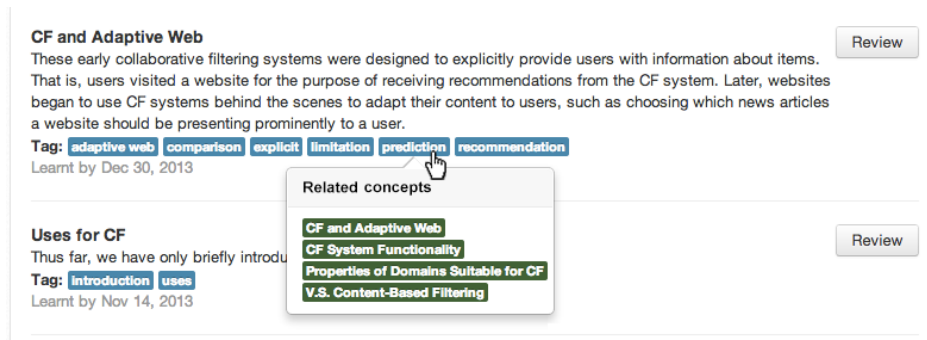 CF and Adaptive Web
Review
These early collaborative filtering systems were designed to explicitly provide users with information about items.
That is, users visited a website for the purpose of receiving recommendations from the CF system. Later, websites
began to use CF systems behind the scenes to adapt their content to users, such as choosing which news articles
a website should be presenting prominently to a user.
Tag: adaptive web comparison explicit limitation prediction recommendation
Learnt by Dec 30, 2013
Related concepts
CF and Adaptive Web
CF System Functionality
Properties of Domains Suitable for CF
V.S. Content-Based Filtering
Uses for CF
Review
Thus far, we have only briefly
Tag: introduction uses
Learnt by Nov 14, 2013